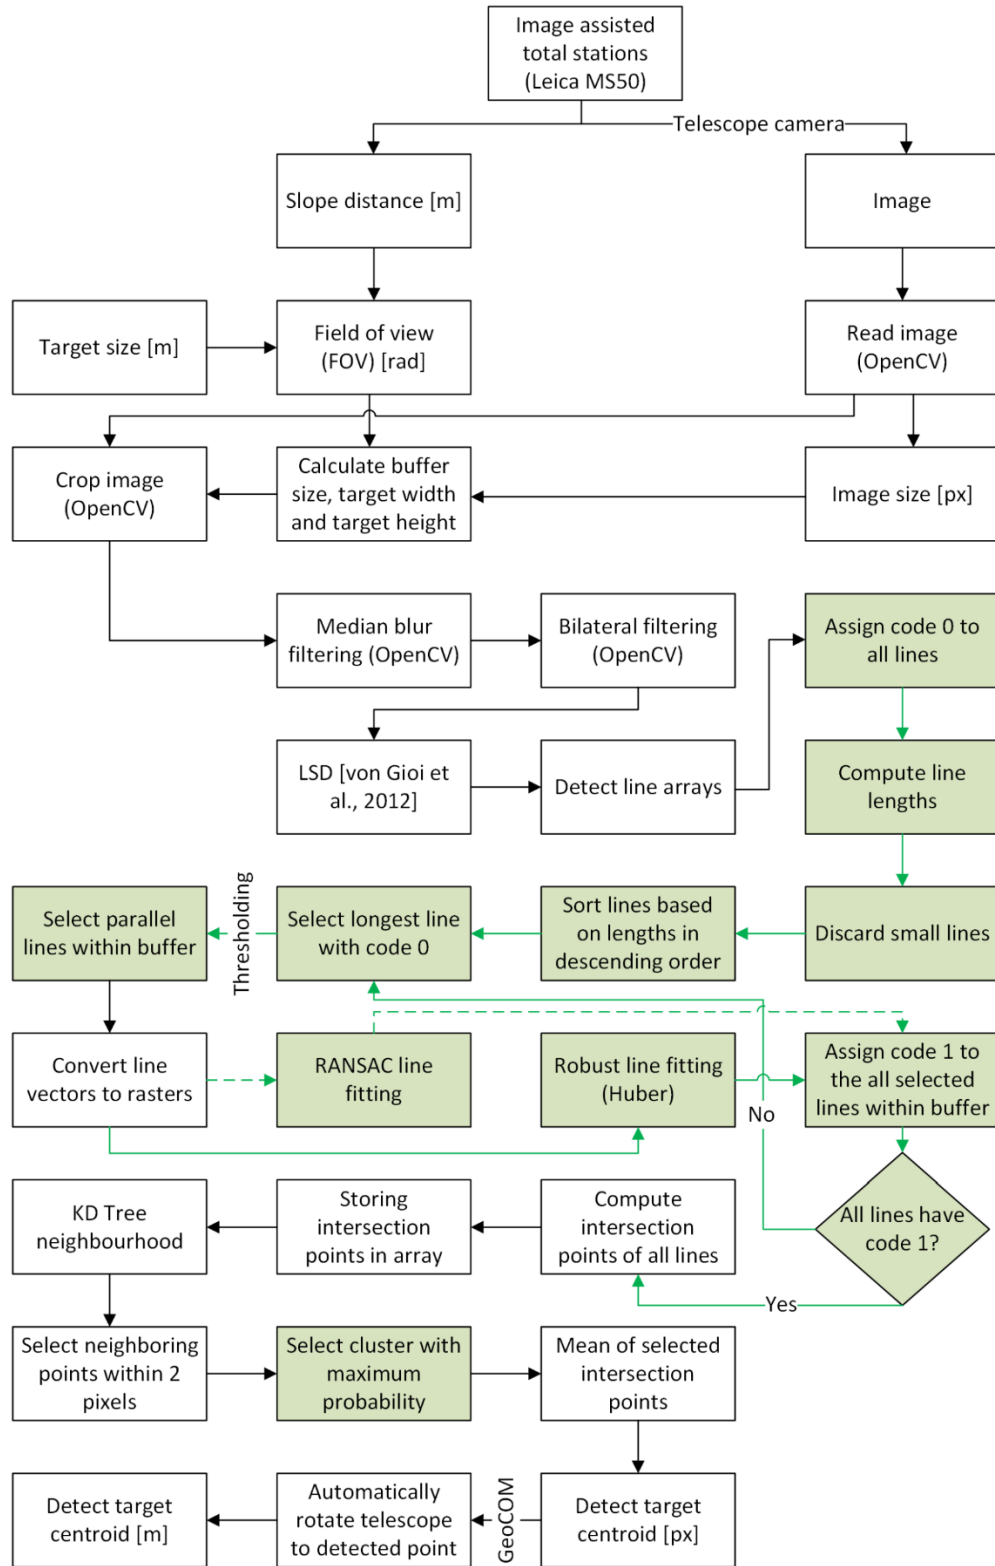 Image assisted
total stations
(Leica MS50)
Telescope camera
Slope distance [m]
Image
Target size [m]
Field of view
(FOV) [rad]
Read image
(OpenCV)
Crop image
(OpenCV)
Calculate buffer
size, target width
and target height
Image size [px]
Median blur
filtering (OpenCV)
Bilateral filtering
(OpenCV)
Assign code 0 to
all lines
LSD [von Gioi et
al., 2012]
Detect line arrays
Compute line
lengths
Select parallel
lines within buffer
Thresholding
Select longest line
with code 0
Sort lines based
on lengths in
descending order
Discard small lines
Convert line
vectors to rasters
RANSAC line
fitting
Robust line fitting
(Huber)
Assign code 1 to
the all selected
lines within buffer
No
KD Tree
neighbourhood
Storing
intersection
points in array
Compute
intersection
points of all lines
All lines have
code 1?
Yes
Select neighboring
points within 2
pixels
Select cluster with
maximum
probability
Mean of selected
intersection
points
Detect target
centroid [m]
Automatically
rotate telescope
to detected point
GeoCOM
Detect target
centroid [px]